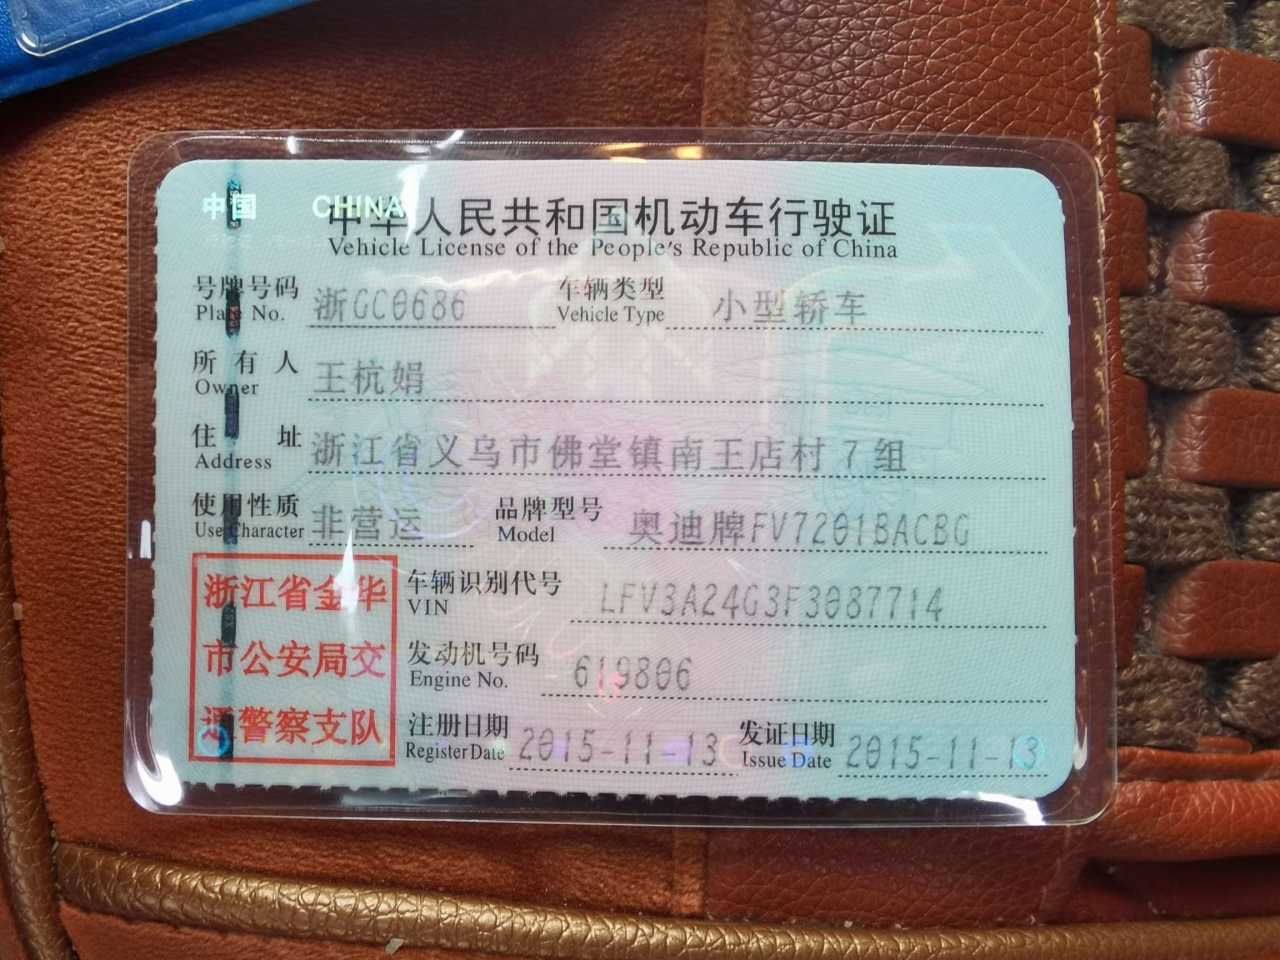 中国 CHINA
中华人民共和国机动车行驶证
Vehicle License of the People's Republic of China
号牌号码 浙GC0686 车辆类型 小型轿车
Plate No. Vehicle Type
所有人 王杭娟
Owner
住址 浙江省义乌市佛堂镇南王店村7组
Address
使用性质 非营运 品牌型号 奥迪牌FV7201BACBG
Use Character Model
浙江省金华
市公安局交
通警察支队
车辆识别代号 LFV3A24G3F3087714
VIN
发动机号码 619806
Engine No.
注册日期 2015-11-13 发证日期 2015-11-13
Register Date Issue Date